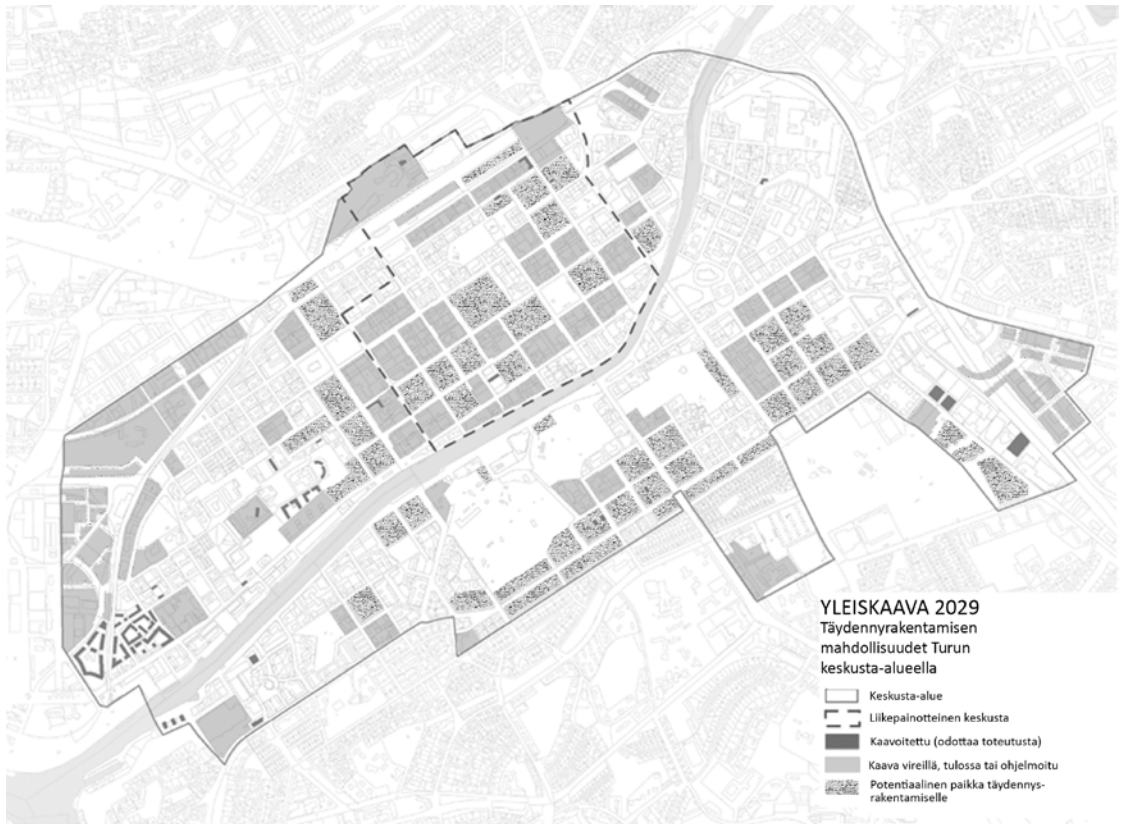 YLEISKAAVA 2029
Täydennyrakentamisen
mahdollisuudet Turun
keskusta-alueella
Keskusta-alue
Liikepainotteinen keskusta
Kaavoitettu (odottaa toteutusta)
Kaava vireillä, tulossa tai ohjelmoitu
Potentiaalinen paikka täydennys-
rakentamiselle